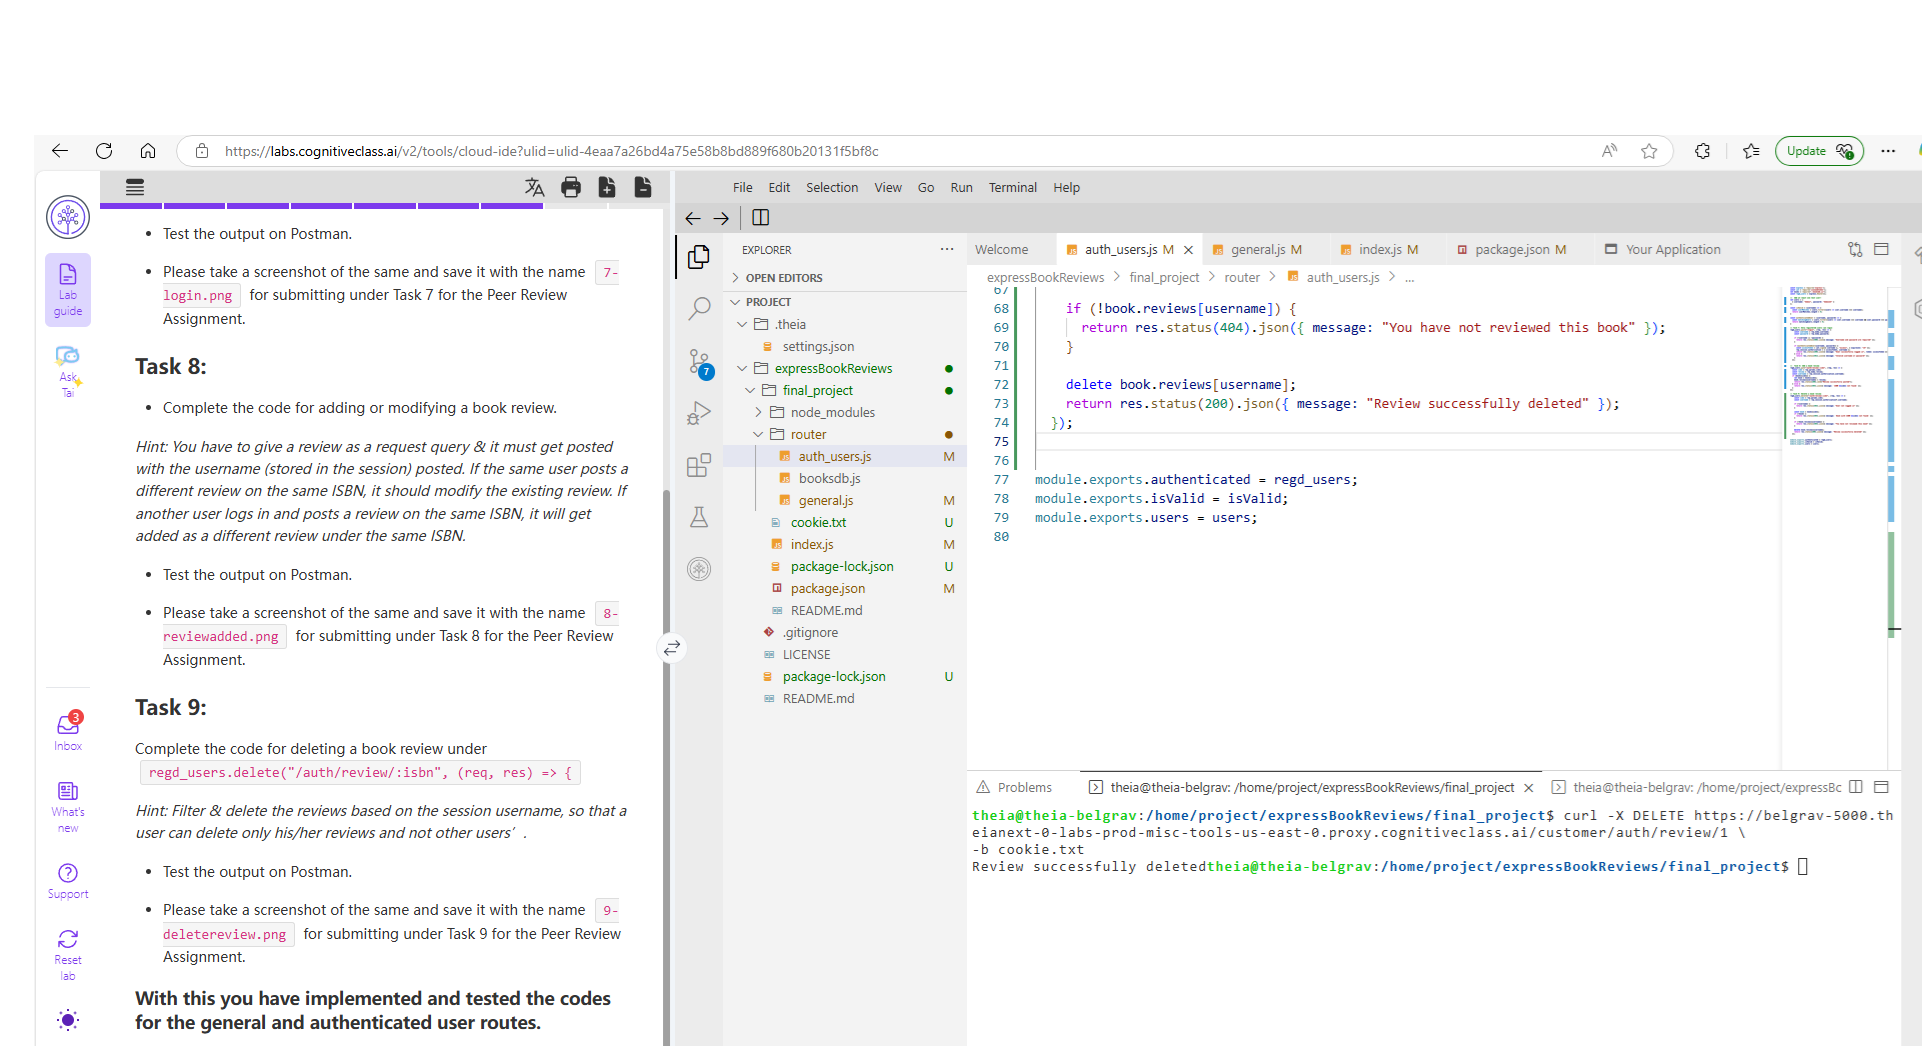 https://labs.cognitiveclass.ai/v2/tools/cloud-ide?ulid=ulid-4eaa7a26bd4a75e58b8bd889f680b20131f5bf8c
Update
Lab guide
Ask Tai
3
Inbox
What's new
Support
Reset lab
• Test the output on Postman.
• Please take a screenshot of the same and save it with the name 7-
login.png for submitting under Task 7 for the Peer Review
Assignment.
Task 8:
• Complete the code for adding or modifying a book review.
Hint: You have to give a review as a request query & it must get posted
with the username (stored in the session) posted. If the same user posts a
different review on the same ISBN, it should modify the existing review. If
another user logs in and posts a review on the same ISBN, it will get
added as a different review under the same ISBN.
• Test the output on Postman.
• Please take a screenshot of the same and save it with the name 8-
reviewadded.png for submitting under Task 8 for the Peer Review
Assignment.
Task 9:
Complete the code for deleting a book review under
regd_users.delete("/auth/review/:isbn", (req, res) => {
Hint: Filter & delete the reviews based on the session username, so that a
user can delete only his/her reviews and not other users’.
• Test the output on Postman.
• Please take a screenshot of the same and save it with the name 9-
deletereview.png for submitting under Task 9 for the Peer Review
Assignment.
With this you have implemented and tested the codes
for the general and authenticated user routes.
File Edit Selection View Go Run Terminal Help
7
EXPLORER ...
OPEN EDITORS
PROJECT
.theia
settings.json
expressBookReviews
final_project
node_modules
router
auth_users.js M
booksdb.js
general.js M
cookie.txt U
index.js M
package-lock.json U
package.json M
README.md
.gitignore
LICENSE
package-lock.json U
README.md
Welcome auth_users.js M general.js M index.js M package.json M Your Application
expressBookReviews > final_project > router > auth_users.js > ...
67
68 if (!book.reviews[username]) {
69 return res.status(404).json({ message: "You have not reviewed this book" });
70 }
71
72 delete book.reviews[username];
73 return res.status(200).json({ message: "Review successfully deleted" });
74 });
75
76
77 module.exports.authenticated = regd_users;
78 module.exports.isValid = isValid;
79 module.exports.users = users;
80
Problems theia@theia-belgrav: /home/project/expressBookReviews/final_project theia@theia-belgrav: /home/project/expressBc
theia@theia-belgrav:/home/project/expressBookReviews/final_project$ curl -X DELETE https://belgrav-5000.th
eianext-0-labs-prod-misc-tools-us-east-0.proxy.cognitiveclass.ai/customer/auth/review/1 \
-b cookie.txt
Review successfully deletedtheia@theia-belgrav:/home/project/expressBookReviews/final_project$